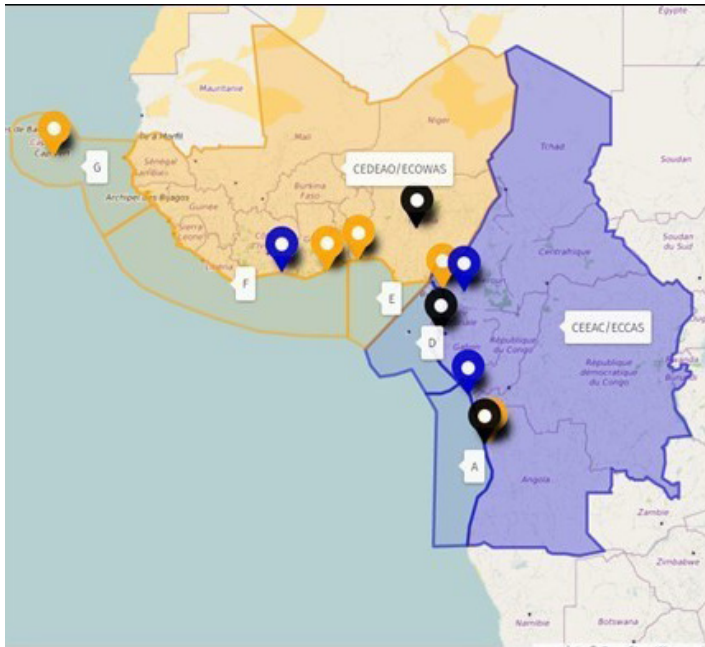 Égypte
Mauritanie
Mali
Niger
Tchad
Soudan
G
CEDEAO/ECOWAS
Sénégal
Archipel des Bijagos
Burkina
Faso
Guinée
Sierra
Leone
Soudan
du Sud
Centrafrique
F
E
D
CEEAC/ECCAS
Gabon
République
du Congo
République
démocratique
du Congo
A
Angola
Zambie
Zimbabwe
Namibie
Botswana